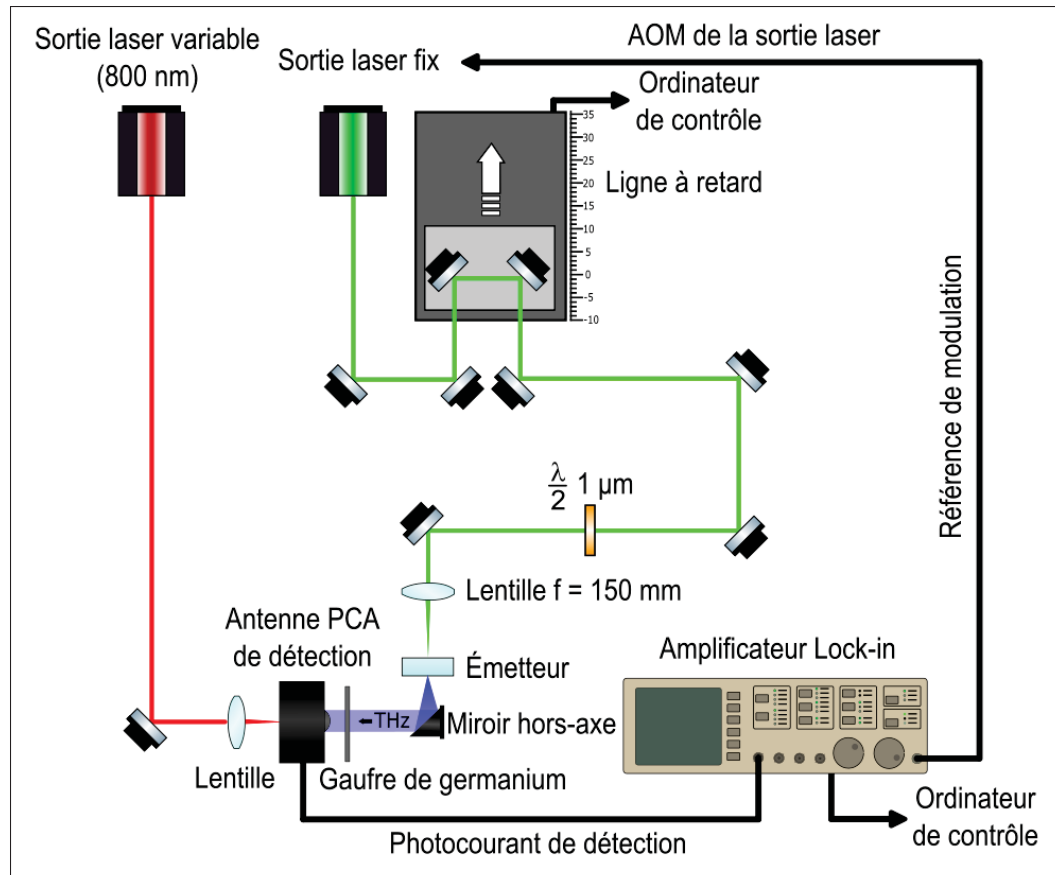 Sortie laser variable
(800 nm)
Sortie laser fix
AOM de la sortie laser
Ordinateur
de contrôle
35
30
25
20
15
10
5
0
-5
-10
Ligne à retard
Référence de modulation
λ/2 1 µm
Lentille f = 150 mm
Antenne PCA
de détection
Émetteur
Amplificateur Lock-in
THz
Miroir hors-axe
Lentille
Gaufre de germanium
Photocourant de détection
Ordinateur
de contrôle